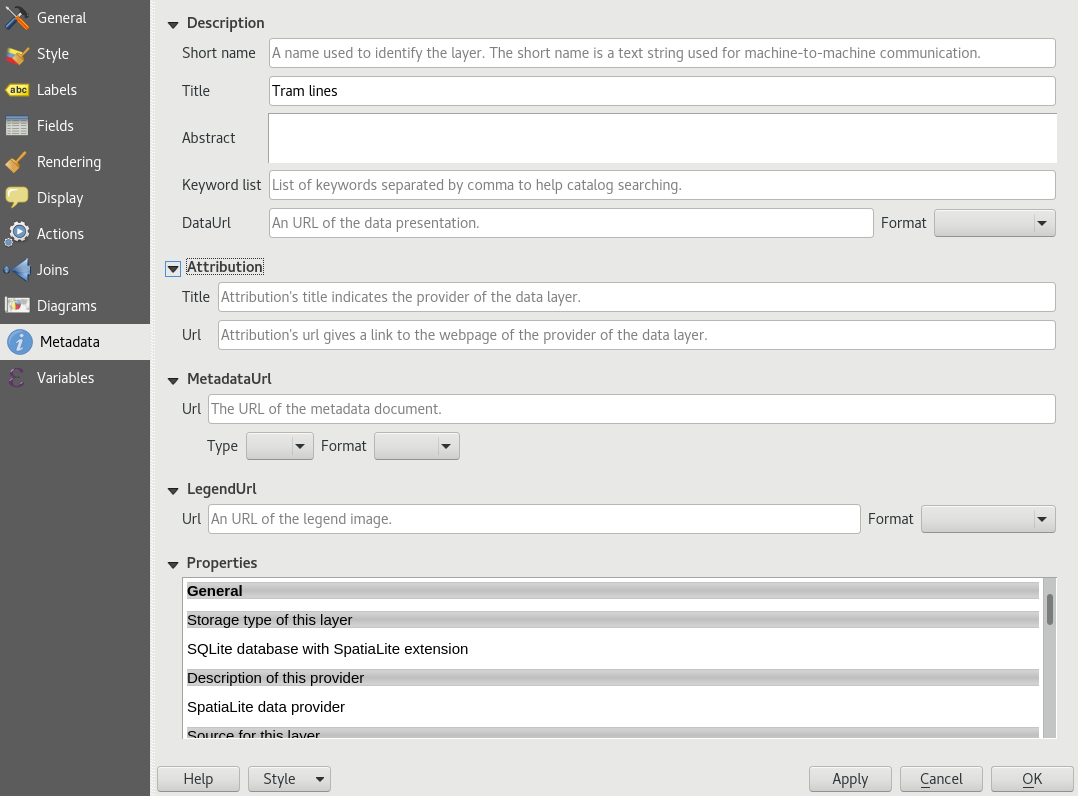 General
Style
abc Labels
Fields
Rendering
Display
Actions
Joins
Diagrams
Metadata
Variables
Description
Short name A name used to identify the layer. The short name is a text string used for machine-to-machine communication.
Title Tram lines
Abstract
Keyword list List of keywords separated by comma to help catalog searching.
DataUrl An URL of the data presentation. Format
Attribution
Title Attribution's title indicates the provider of the data layer.
Url Attribution's url gives a link to the webpage of the provider of the data layer.
MetadataUrl
Url The URL of the metadata document.
Type Format
LegendUrl
Url An URL of the legend image. Format
Properties
General
Storage type of this layer
SQLite database with SpatiaLite extension
Description of this provider
SpatiaLite data provider
Source for this layer
Help Style Apply Cancel OK